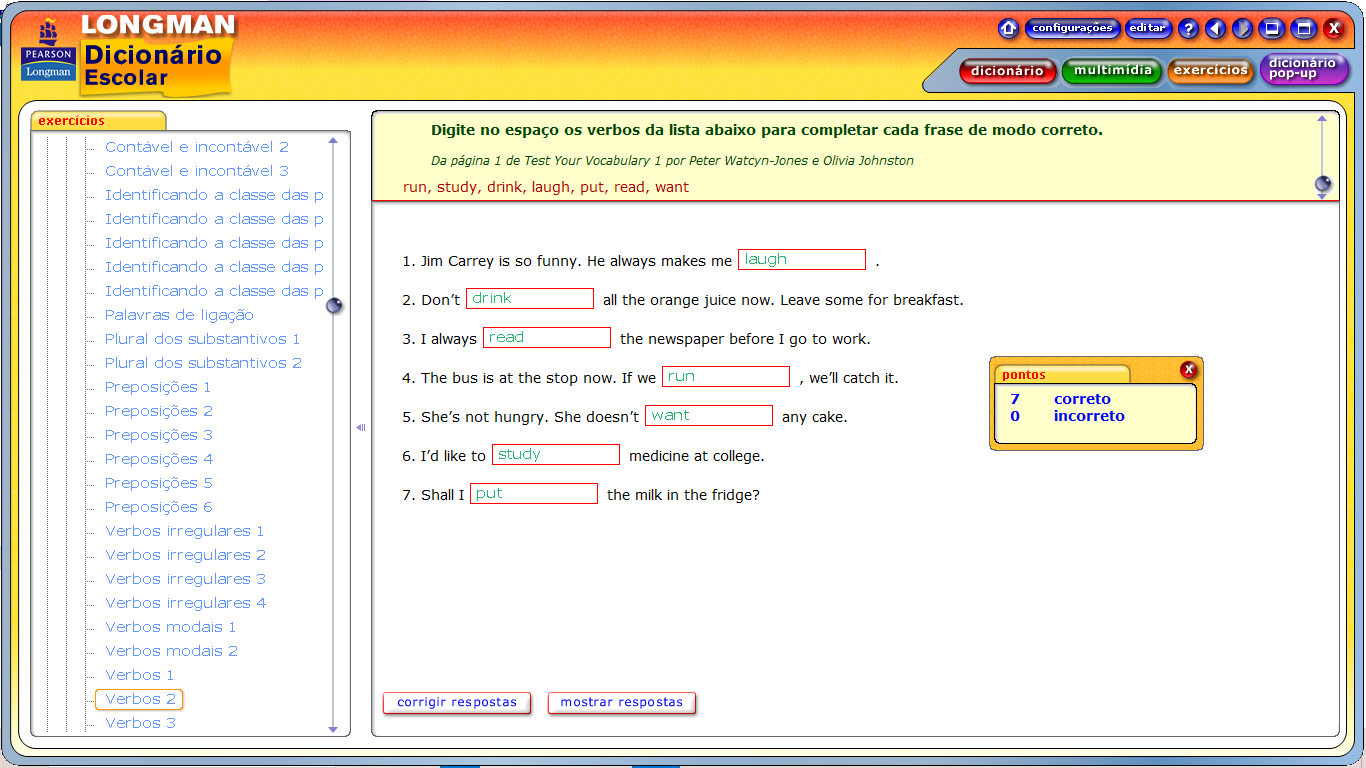 LONGMAN
PEARSON
Longman
Dicionário
Escolar
configurações
editar
?
X
dicionário
multimídia
exercícios
dicionário
pop-up
exercícios
Contável e incontável 2
Contável e incontável 3
Identificando a classe das p
Identificando a classe das p
Identificando a classe das p
Identificando a classe das p
Identificando a classe das p
Palavras de ligação
Plural dos substantivos 1
Plural dos substantivos 2
Preposições 1
Preposições 2
Preposições 3
Preposições 4
Preposições 5
Preposições 6
Verbos irregulares 1
Verbos irregulares 2
Verbos irregulares 3
Verbos irregulares 4
Verbos modais 1
Verbos modais 2
Verbos 1
Verbos 2
Verbos 3
Digite no espaço os verbos da lista abaixo para completar cada frase de modo correto.
Da página 1 de Test Your Vocabulary 1 por Peter Watcyn-Jones e Olivia Johnston
run, study, drink, laugh, put, read, want
1. Jim Carrey is so funny. He always makes me laugh .
2. Don’t drink all the orange juice now. Leave some for breakfast.
3. I always read the newspaper before I go to work.
4. The bus is at the stop now. If we run , we’ll catch it.
5. She’s not hungry. She doesn’t want any cake.
6. I’d like to study medicine at college.
7. Shall I put the milk in the fridge?
pontos
X
7 correto
0 incorreto
corrigir respostas
mostrar respostas